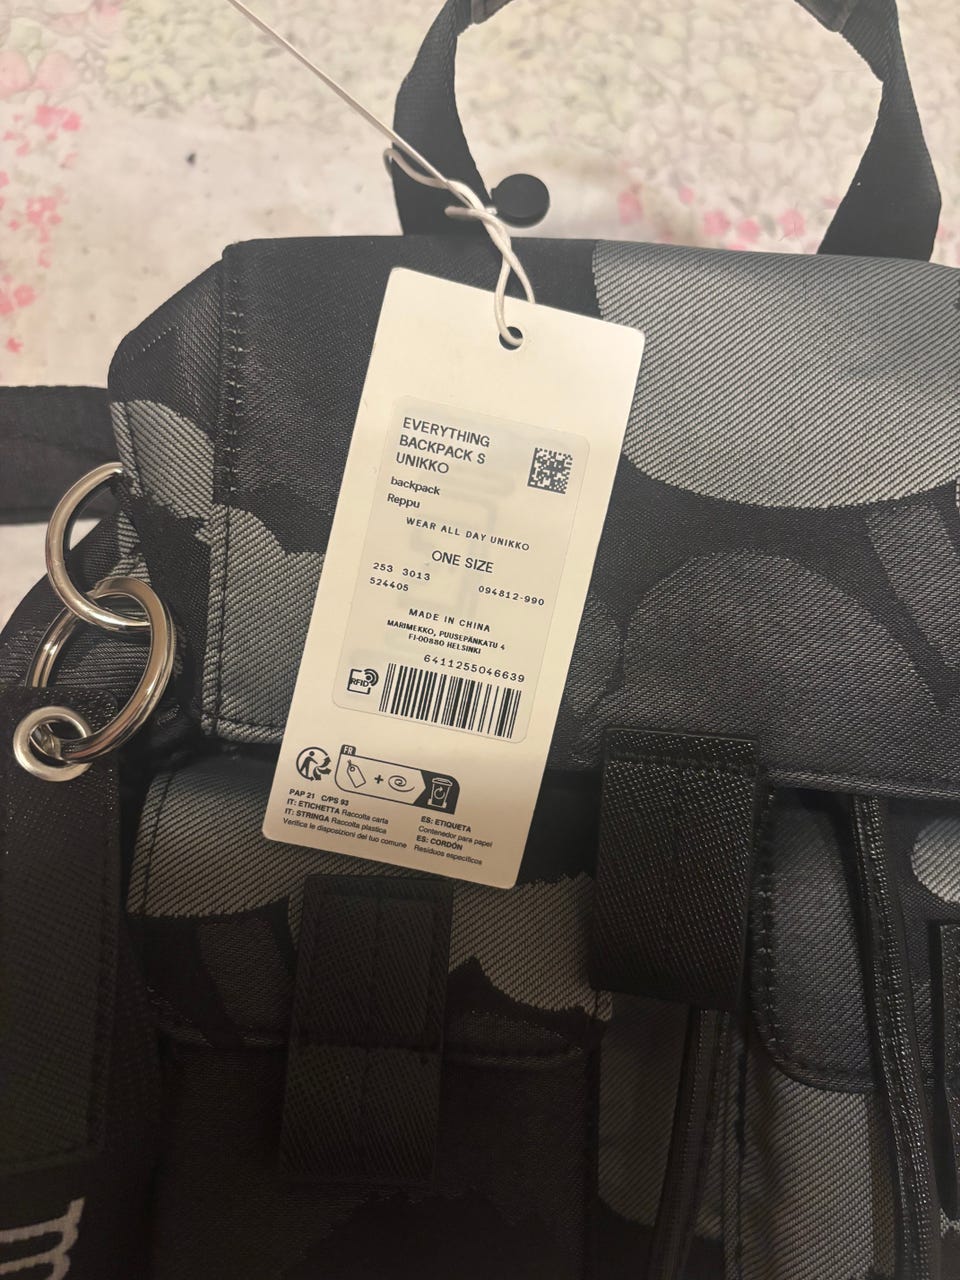 EVERYTHING
BACKPACK S
UNIKKO
backpack
Reppu
WEAR ALL DAY UNIKKO
ONE SIZE
253 3013 094812-990
524405
MADE IN CHINA
MARIMEKKO, PUUSEPÄNKATU 4
FI-00880 HELSINKI
6411255046639
RFID
FR
PAP 21 C/PS 93
IT: ETICHETTA Raccolta carta
IT: STRINGA Raccolta plastica
Verifica le disposizioni del tuo comune
ES: ETIQUETA
Contenedor para papel
ES: CORDÓN
Residuos específicos
m